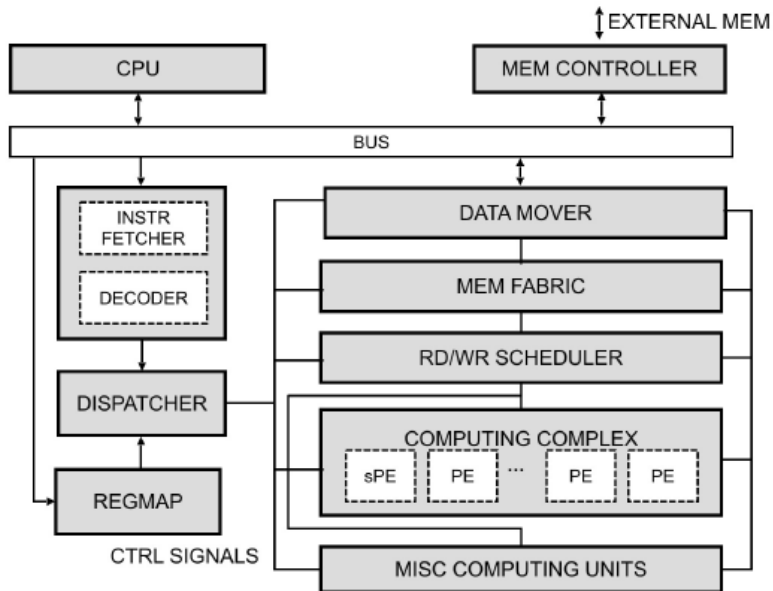 EXTERNAL MEM
CPU
MEM CONTROLLER
BUS
INSTR
FETCHER
DECODER
DISPATCHER
REGMAP
CTRL SIGNALS
DATA MOVER
MEM FABRIC
RD/WR SCHEDULER
COMPUTING COMPLEX
sPE PE ... PE PE
MISC COMPUTING UNITS